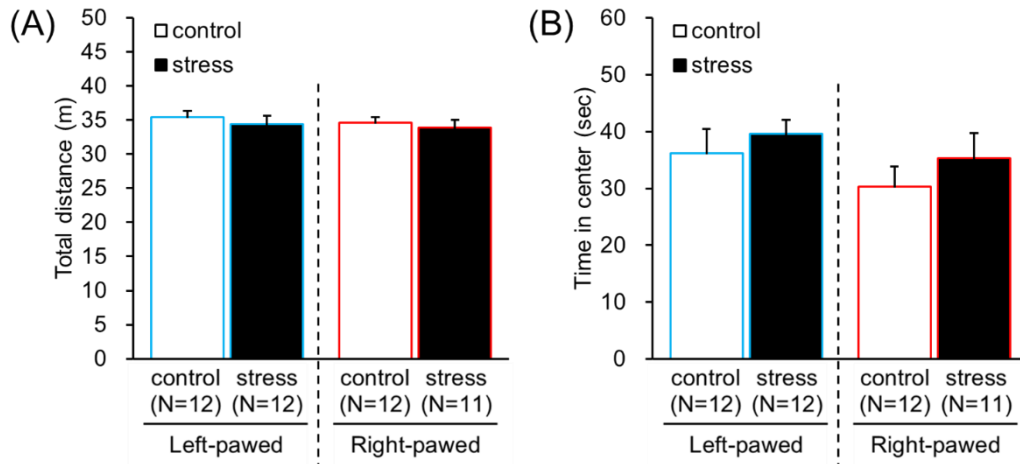 (A)
control
stress
Total distance (m)
50
45
40
35
30
25
20
15
10
5
0
control stress control stress
(N=12) (N=12) (N=12) (N=11)
Left-pawed Right-pawed
(B)
control
stress
Time in center (sec)
60
50
40
30
20
10
0
control stress control stress
(N=12) (N=12) (N=12) (N=11)
Left-pawed Right-pawed